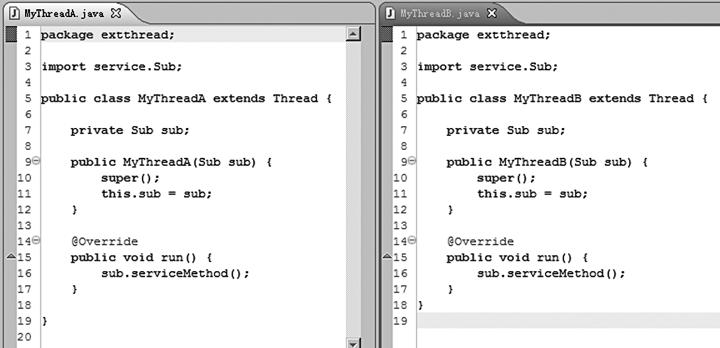 MyThreadA.java
1 package extthread;
2
3 import service.Sub;
4
5 public class MyThreadA extends Thread {
6
7     private Sub sub;
8
9     public MyThreadA(Sub sub) {
10         super();
11         this.sub = sub;
12     }
13
14     @Override
15     public void run() {
16         sub.serviceMethod();
17     }
18
19 }
20
MyThreadB.java
1 package extthread;
2
3 import service.Sub;
4
5 public class MyThreadB extends Thread {
6
7     private Sub sub;
8
9     public MyThreadB(Sub sub) {
10         super();
11         this.sub = sub;
12     }
13
14     @Override
15     public void run() {
16         sub.serviceMethod();
17     }
18 }
19